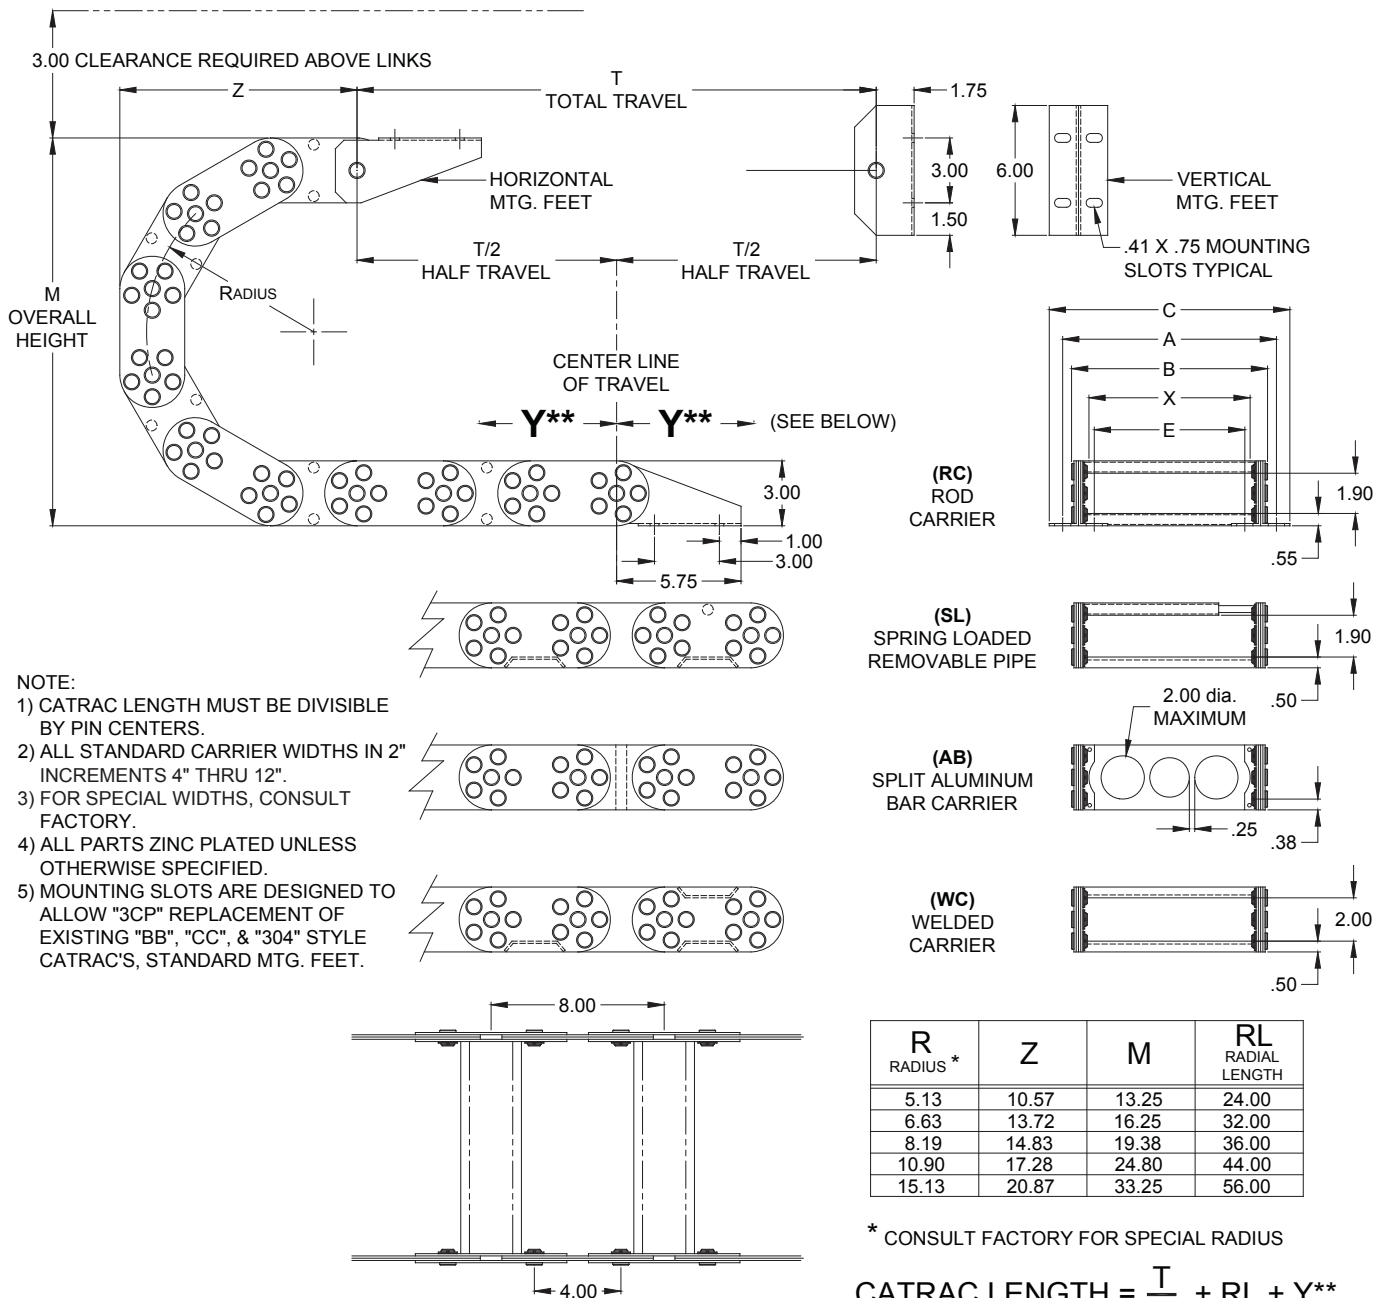 3.00 CLEARANCE REQUIRED ABOVE LINKS
Z
T
TOTAL TRAVEL
1.75
HORIZONTAL
MTG. FEET
3.00
1.50
6.00
VERTICAL
MTG. FEET
.41 X .75 MOUNTING
SLOTS TYPICAL
T/2
HALF TRAVEL
T/2
HALF TRAVEL
RADIUS
M
OVERALL
HEIGHT
CENTER LINE
OF TRAVEL
Y**
Y**
(SEE BELOW)
C
A
B
X
E
3.00
1.00
3.00
5.75
(RC)
ROD
CARRIER
1.90
.55
(SL)
SPRING LOADED
REMOVABLE PIPE
1.90
.50
NOTE:
1) CATRAC LENGTH MUST BE DIVISIBLE
BY PIN CENTERS.
2) ALL STANDARD CARRIER WIDTHS IN 2"
INCREMENTS 4" THRU 12".
3) FOR SPECIAL WIDTHS, CONSULT
FACTORY.
4) ALL PARTS ZINC PLATED UNLESS
OTHERWISE SPECIFIED.
5) MOUNTING SLOTS ARE DESIGNED TO
ALLOW "3CP" REPLACEMENT OF
EXISTING "BB", "CC", & "304" STYLE
CATRAC'S, STANDARD MTG. FEET.
(AB)
SPLIT ALUMINUM
BAR CARRIER
2.00 dia.
MAXIMUM
.25
.38
(WC)
WELDED
CARRIER
2.00
.50
8.00
4.00
R RADIUS * Z M RL RADIAL LENGTH
5.13 10.57 13.25 24.00
6.63 13.72 16.25 32.00
8.19 14.83 19.38 36.00
10.90 17.28 24.80 44.00
15.13 20.87 33.25 56.00
* CONSULT FACTORY FOR SPECIAL RADIUS
CATRAC LENGTH = T + RL + Y**